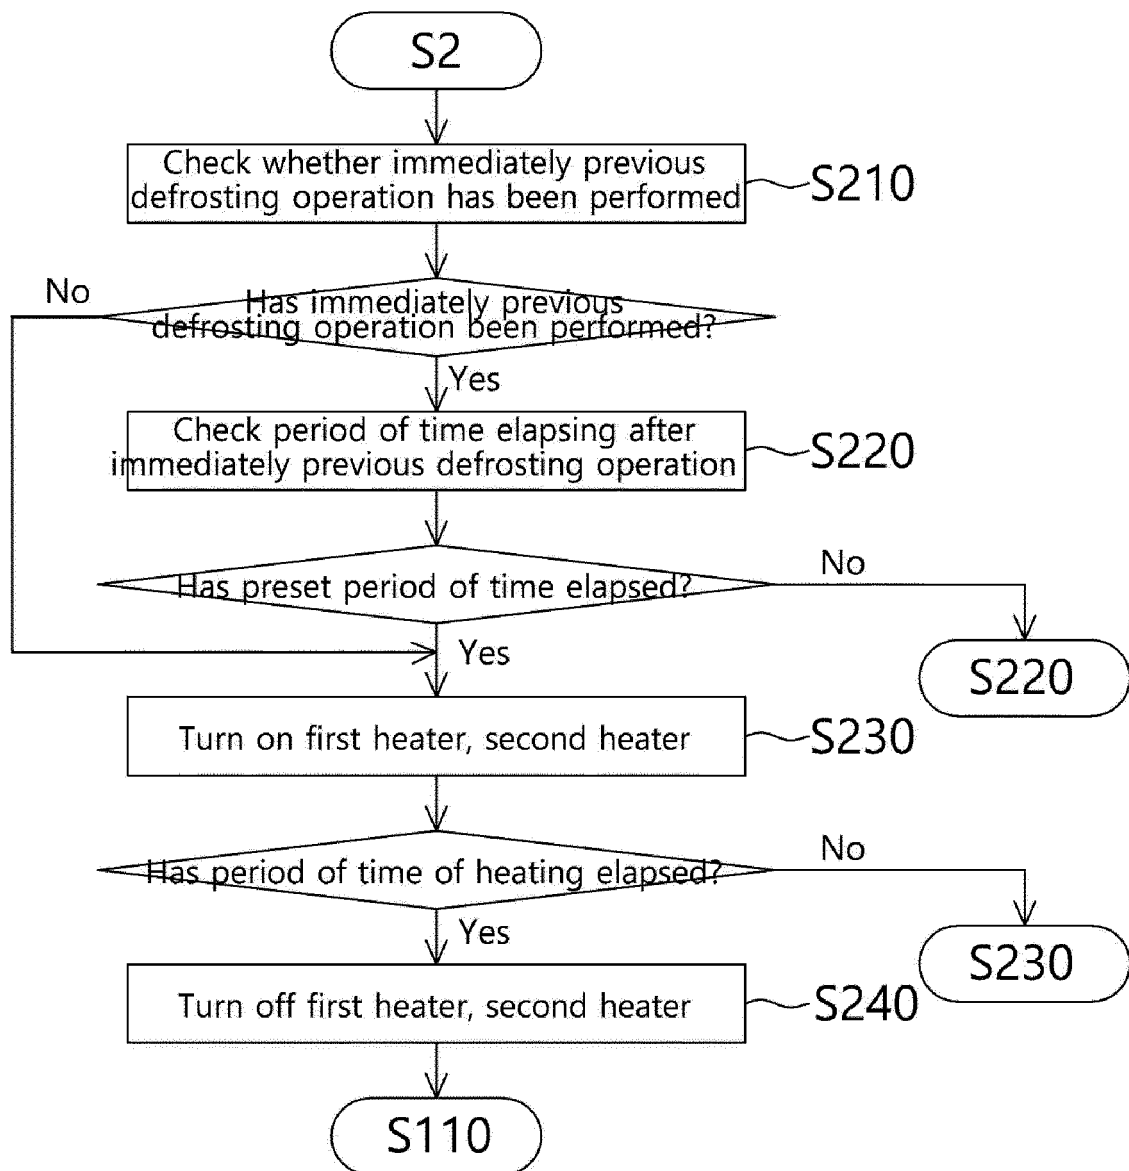 S2
Check whether immediately previous
defrosting operation has been performed
S210
No
Has immediately previous
defrosting operation been performed?
Yes
Check period of time elapsing after
immediately previous defrosting operation
S220
Has preset period of time elapsed?
No
Yes
S220
Turn on first heater, second heater
S230
Has period of time of heating elapsed?
No
Yes
S230
Turn off first heater, second heater
S240
S110